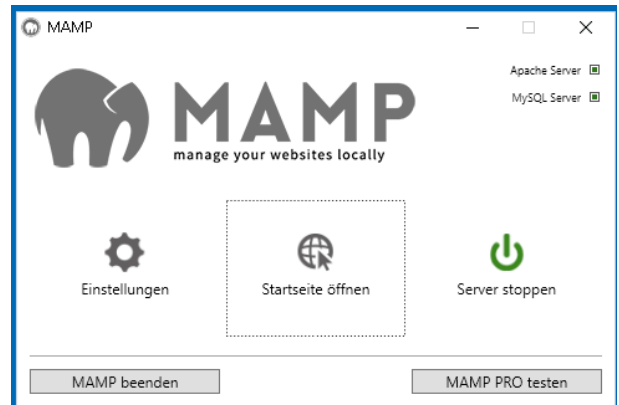 MAMP
Apache Server
MySQL Server
MAMP
manage your websites locally
Einstellungen
Startseite öffnen
Server stoppen
MAMP beenden
MAMP PRO testen